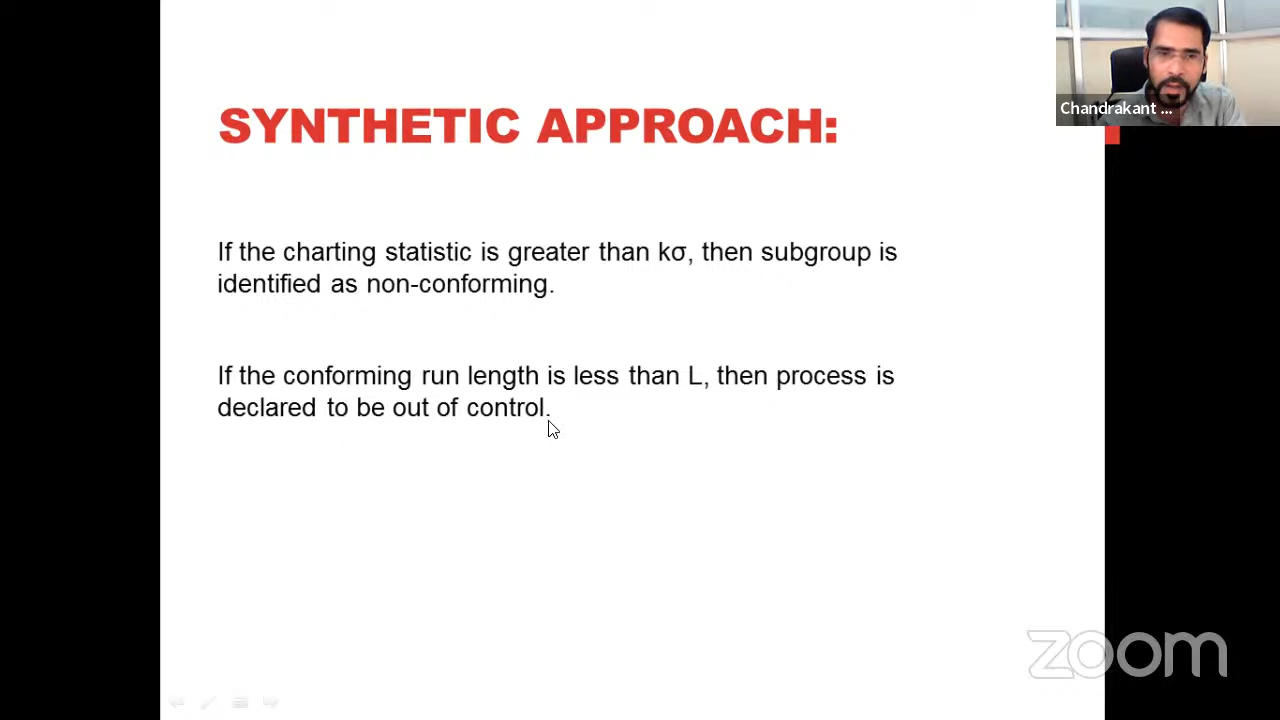 Chandrakant ...
SYNTHETIC APPROACH:
If the charting statistic is greater than kσ, then subgroup is
identified as non-conforming.
If the conforming run length is less than L, then process is
declared to be out of control.
zoom